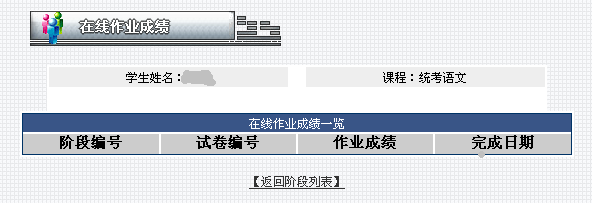 在线作业成绩
学生姓名： 课程：统考语文
在线作业成绩一览
阶段编号 试卷编号 作业成绩 完成日期
【返回阶段列表】